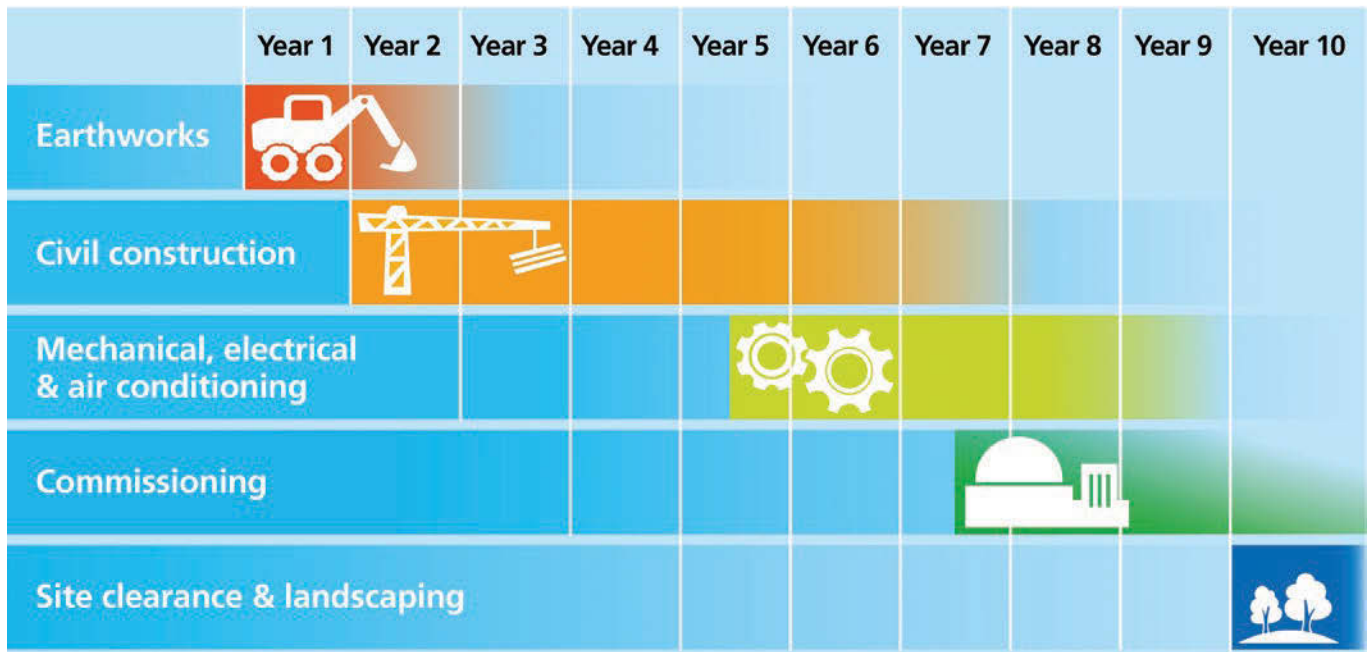 Year 1 Year 2 Year 3 Year 4 Year 5 Year 6 Year 7 Year 8 Year 9 Year 10
Earthworks
Civil construction
Mechanical, electrical
& air conditioning
Commissioning
Site clearance & landscaping